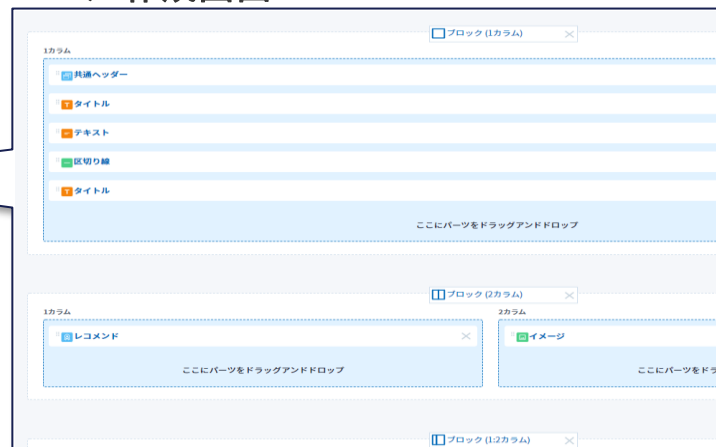 ブロック (1カラム)
1カラム
共通ヘッダー
タイトル
テキスト
区切り線
タイトル
ここにパーツをドラッグアンドドロップ
ブロック (2カラム)
1カラム
2カラム
レコメンド
イメージ
ここにパーツをドラッグアンドドロップ
ここにパーツをドラ
ブロック (1:2カラム)